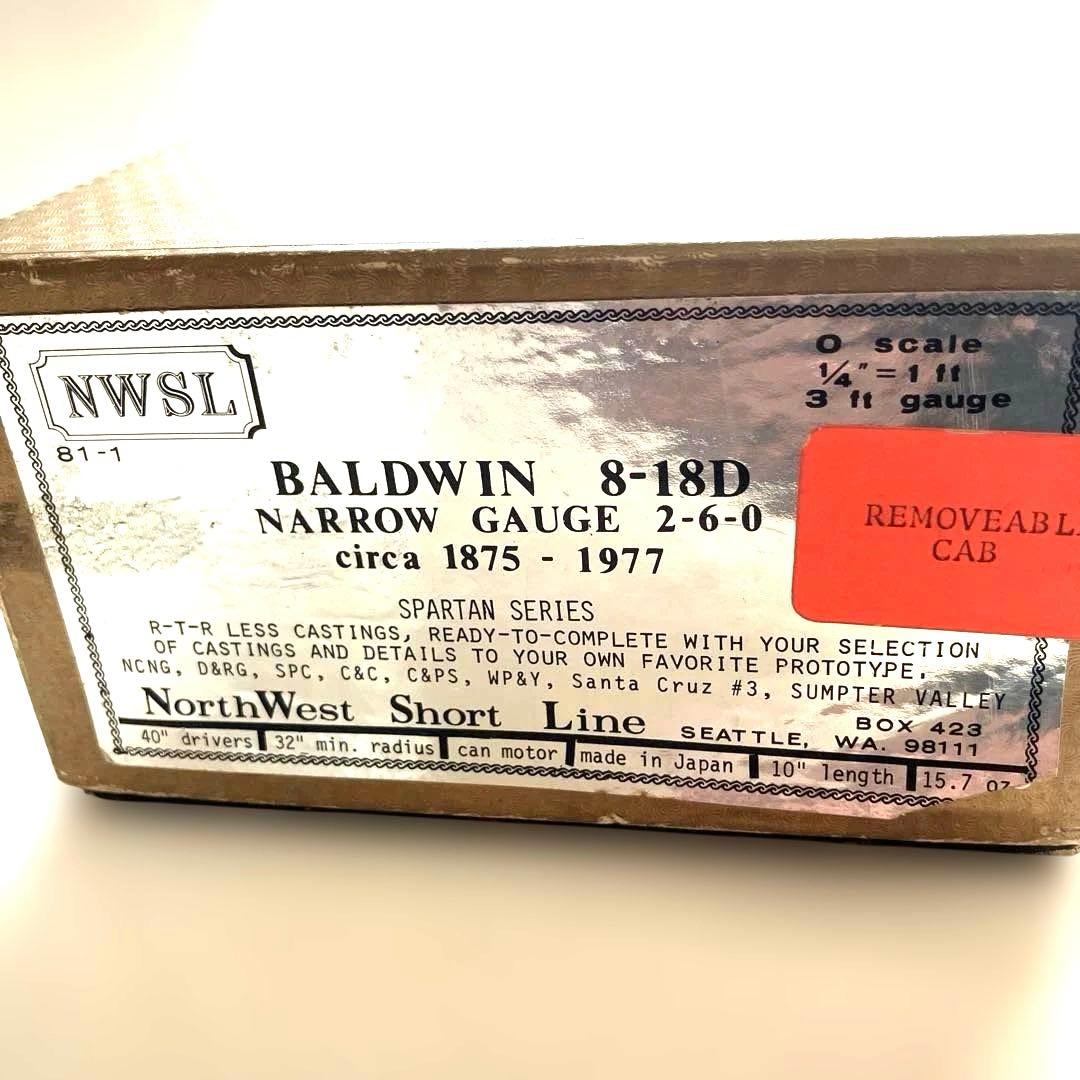 NWSL
81-1
O scale
¼" = 1 ft
3 ft gauge
BALDWIN 8-18D
NARROW GAUGE 2-6-0
circa 1875 - 1977
REMOVEABL
CAB
SPARTAN SERIES
R-T-R LESS CASTINGS, READY-TO-COMPLETE WITH YOUR SELECTION
OF CASTINGS AND DETAILS TO YOUR OWN FAVORITE PROTOTYPE.
NCNG, D&RG, SPC, C&C, C&PS, WP&Y, Santa Cruz #3, SUMPTER VALLEY
NorthWest Short Line SEATTLE, WA. 98111
BOX 423
40" drivers 32" min. radius can motor made in Japan 10" length 15.7 oz